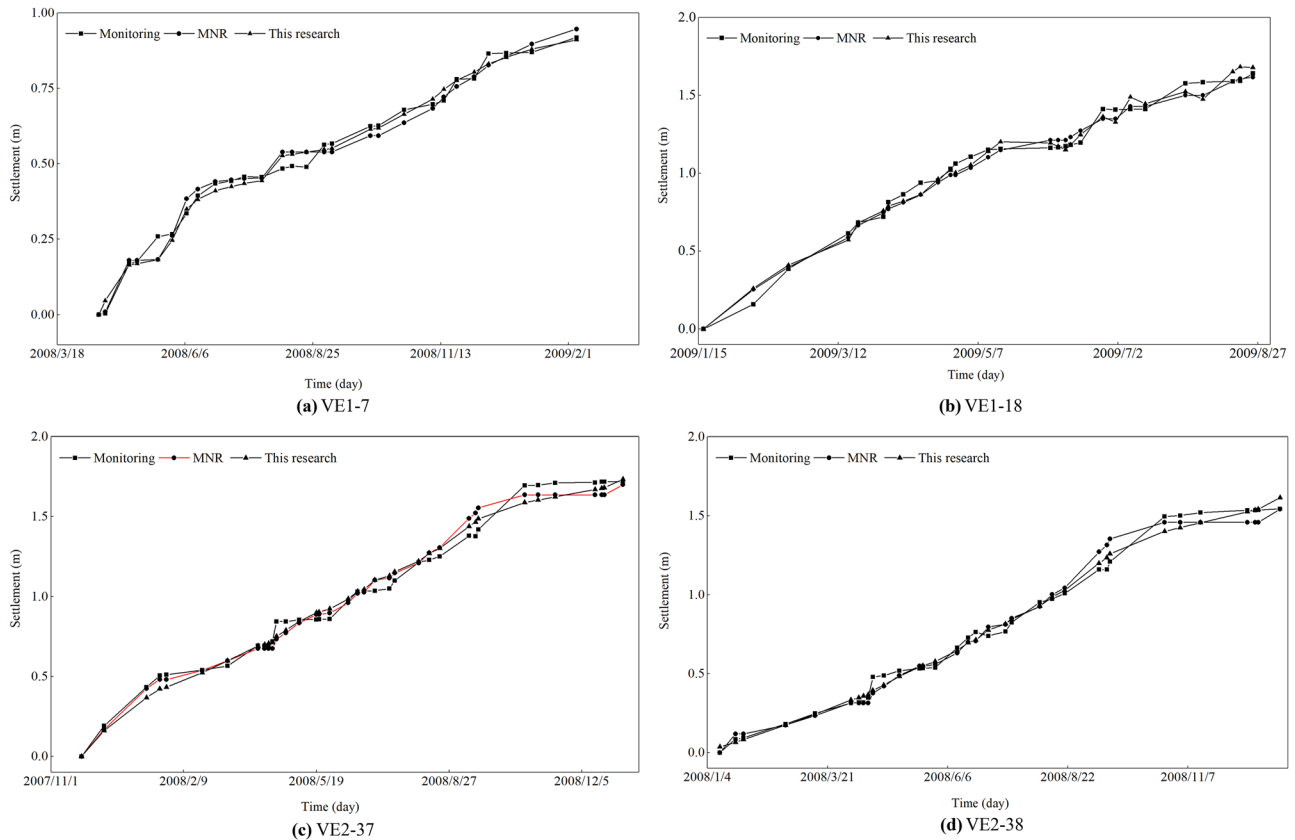 Monitoring MNR This research
1.00
0.75
0.50
0.25
0.00
Settlement (m)
2008/3/18 2008/6/6 2008/8/25 2008/11/13 2009/2/1
Time (day)
(a) VE1-7
Monitoring MNR This research
2.0
1.5
1.0
0.5
0.0
Settlement (m)
2009/1/15 2009/3/12 2009/5/7 2009/7/2 2009/8/27
Time (day)
(b) VE1-18
Monitoring MNR This research
2.0
1.5
1.0
0.5
0.0
Settlement (m)
2007/11/1 2008/2/9 2008/5/19 2008/8/27 2008/12/5
Time (day)
(c) VE2-37
Monitoring MNR This research
2.0
1.5
1.0
0.5
0.0
Settlement (m)
2008/1/4 2008/3/21 2008/6/6 2008/8/22 2008/11/7
Time (day)
(d) VE2-38